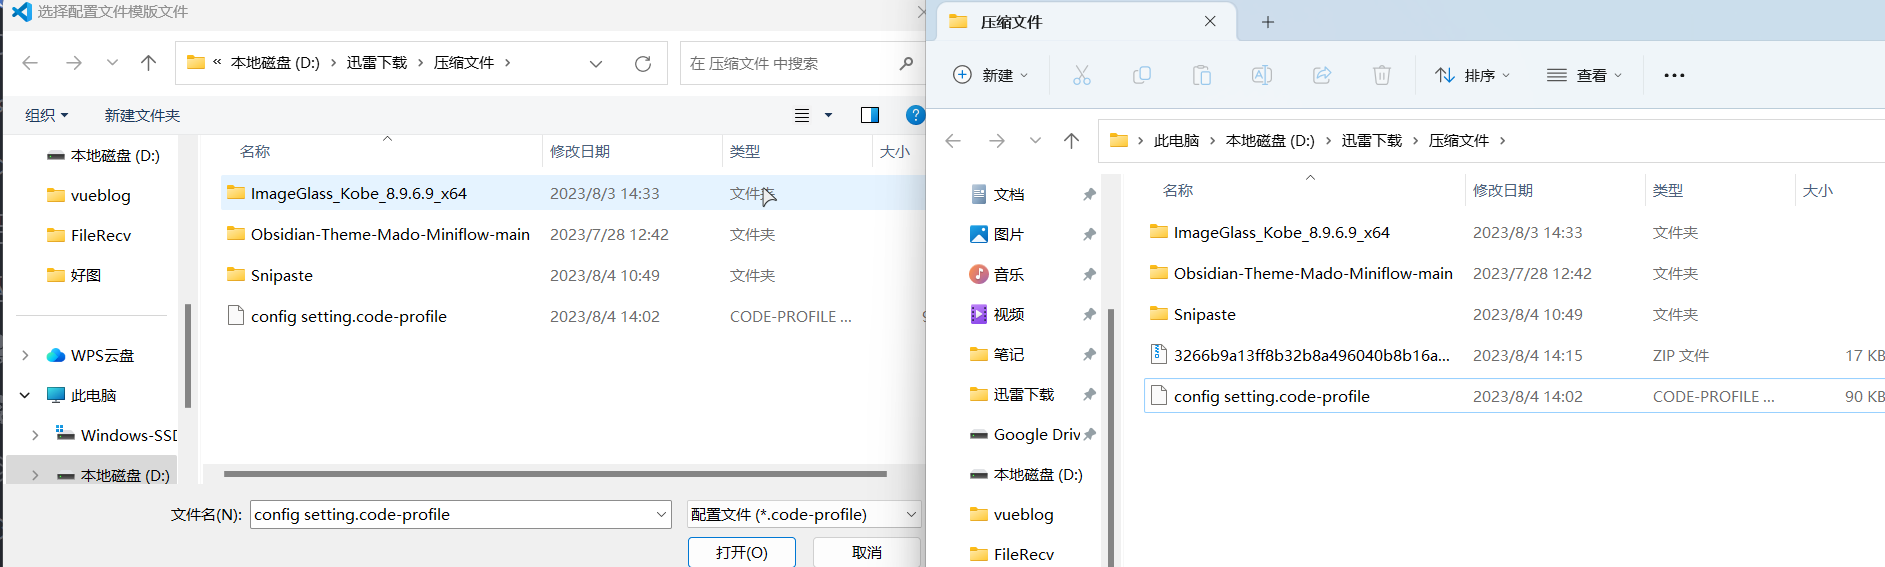 选择配置文件模版文件
« 本地磁盘 (D:) › 迅雷下载 › 压缩文件 ›
在 压缩文件 中搜索
组织
新建文件夹
本地磁盘 (D:)
vueblog
FileRecv
好图
WPS云盘
此电脑
Windows-SSD
本地磁盘 (D:)
名称 修改日期 类型 大小
ImageGlass_Kobe_8.9.6.9_x64 2023/8/3 14:33 文件夹
Obsidian-Theme-Mado-Miniflow-main 2023/7/28 12:42 文件夹
Snipaste 2023/8/4 10:49 文件夹
config setting.code-profile 2023/8/4 14:02 CODE-PROFILE ...
文件名(N): config setting.code-profile 配置文件 (*.code-profile)
打开(O) 取消
压缩文件
新建 排序 查看 ...
› 此电脑 › 本地磁盘 (D:) › 迅雷下载 › 压缩文件 ›
文档
图片
音乐
视频
笔记
迅雷下载
Google Driv
本地磁盘 (D:)
vueblog
FileRecv
名称 修改日期 类型 大小
ImageGlass_Kobe_8.9.6.9_x64 2023/8/3 14:33 文件夹
Obsidian-Theme-Mado-Miniflow-main 2023/7/28 12:42 文件夹
Snipaste 2023/8/4 10:49 文件夹
3266b9a13ff8b32b8a496040b8b16a... 2023/8/4 14:15 ZIP 文件 17 KB
config setting.code-profile 2023/8/4 14:02 CODE-PROFILE ... 90 KB